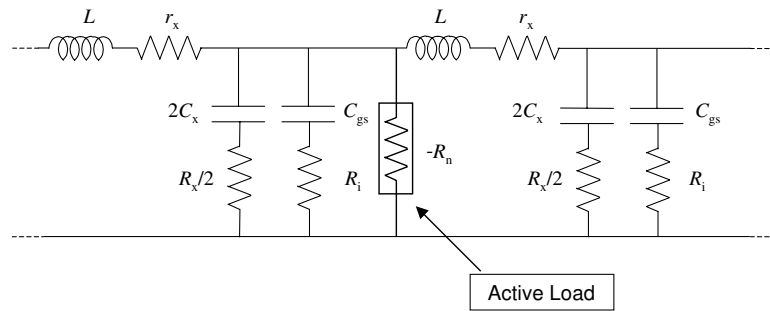 L
rx
L
rx
2Cx
Cgs
-Rn
2Cx
Cgs
Rx/2
Ri
Rx/2
Ri
Active Load